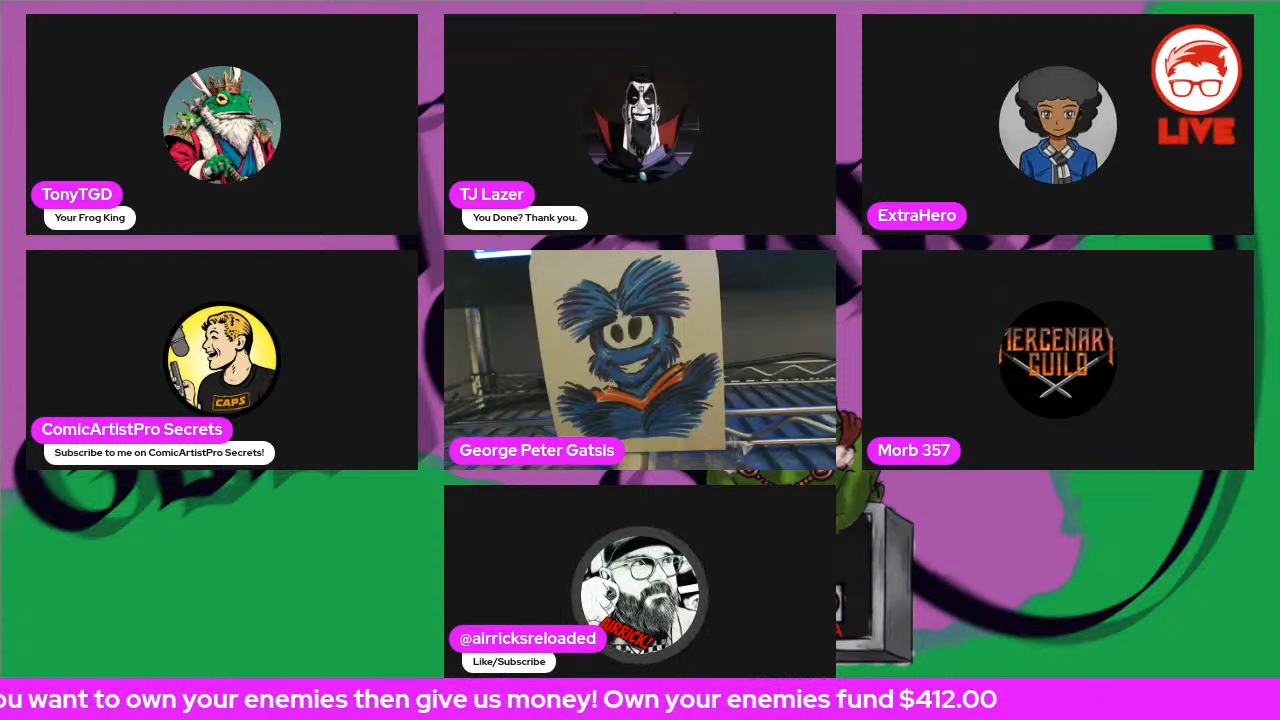 LIVE
TonyTGD
Your Frog King
TJ Lazer
You Done? Thank you.
ExtraHero
CAPS
ComicArtistPro Secrets
Subscribe to me on ComicArtistPro Secrets!
George Peter Gatsis
MERCENARY
GUILD
Morb 357
AIRRICK!
@airricksreloaded
Like/Subscribe
ou want to own your enemies then give us money! Own your enemies fund $412.00